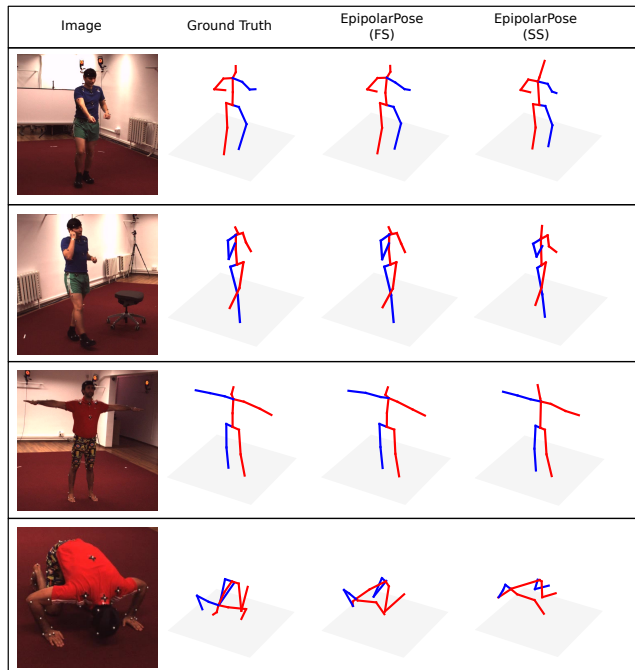 Image
Ground Truth
EpipolarPose
(FS)
EpipolarPose
(SS)